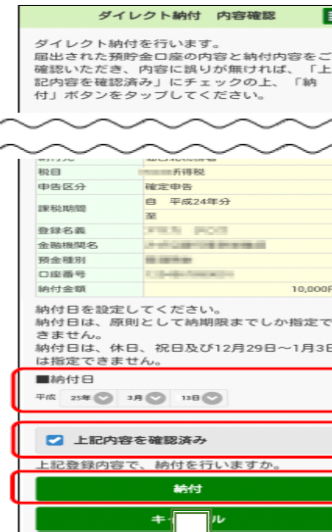 ダイレクト納付 内容確認
ダイレクト納付を行います。
届出された預貯金口座の内容と納付内容をご
確認いただき、内容に誤りが無ければ、「上
記内容を確認済み」にチェックの上、「納
付」ボタンをタップしてください。
税目 所得税
申告区分 確定申告
課税期間 自 平成24年分
至
登録名義
金融機関名
預金種別
口座番号
納付金額 10,000円
納付日を設定してください。
納付日は、原則として納期限までしか指定で
きません。
納付日は、休日、祝日及び12月29日~1月3日
は指定できません。
■納付日
平成 25年 3月 15日
上記内容を確認済み
上記登録内容で、納付を行いますか。
納付
キ ル